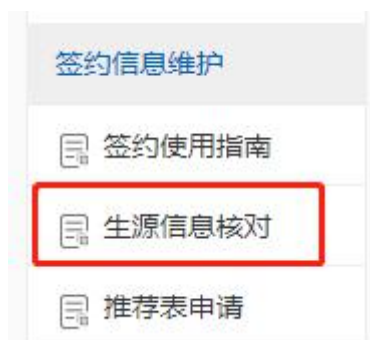 签约信息维护
签约使用指南
生源信息核对
推荐表申请